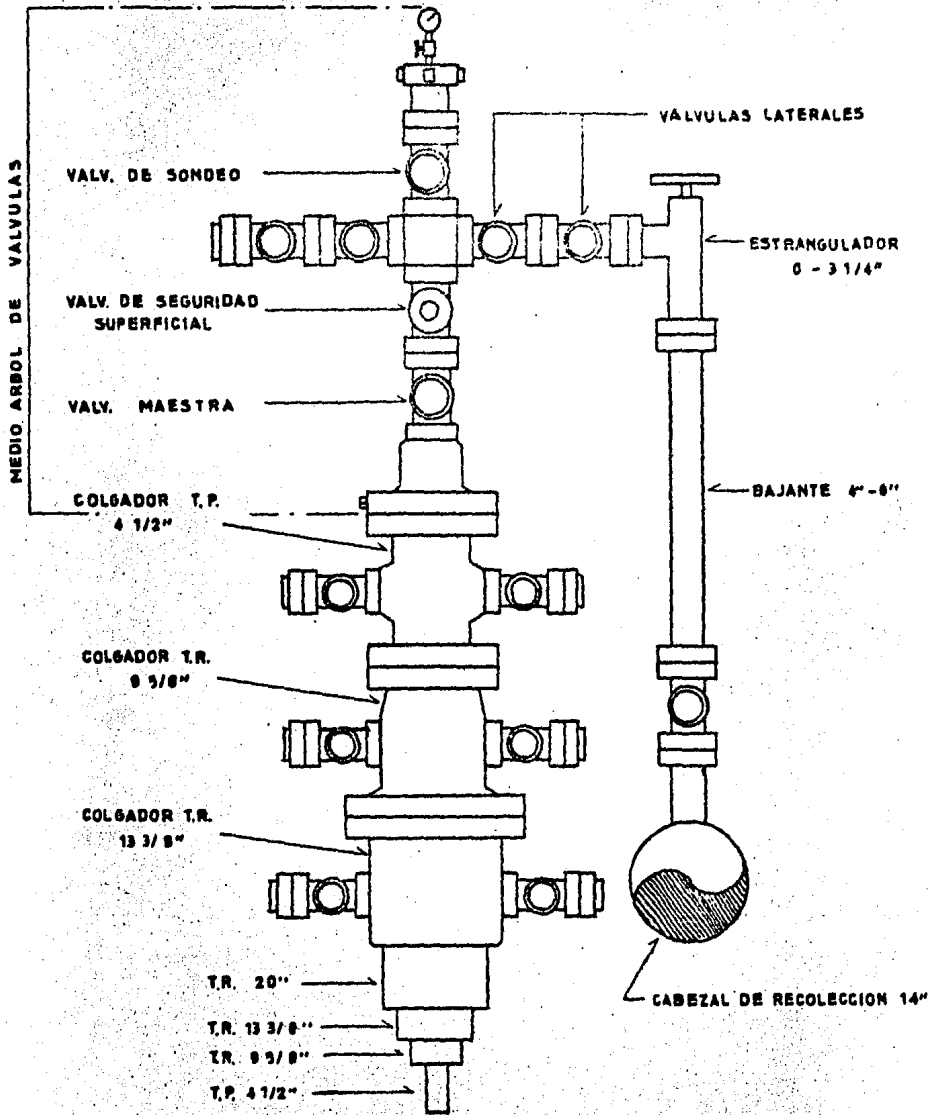 VALVULAS LATERALES
VALV. DE SONDEO
ESTRANGULADOR
0 - 3 1/4"
VALV. DE SEGURIDAD
SUPERFICIAL
VALV. MAESTRA
MEDIO ARBOL DE VALVULAS
COLGADOR T.P.
4 1/2"
BAJANTE 4"-6"
COLGADOR T.R.
9 5/8"
COLGADOR T.R.
13 3/8"
T.R. 20"
CABEZAL DE RECOLECCION 14"
T.R. 13 3/8"
T.R. 9 5/8"
T.P. 4 1/2"